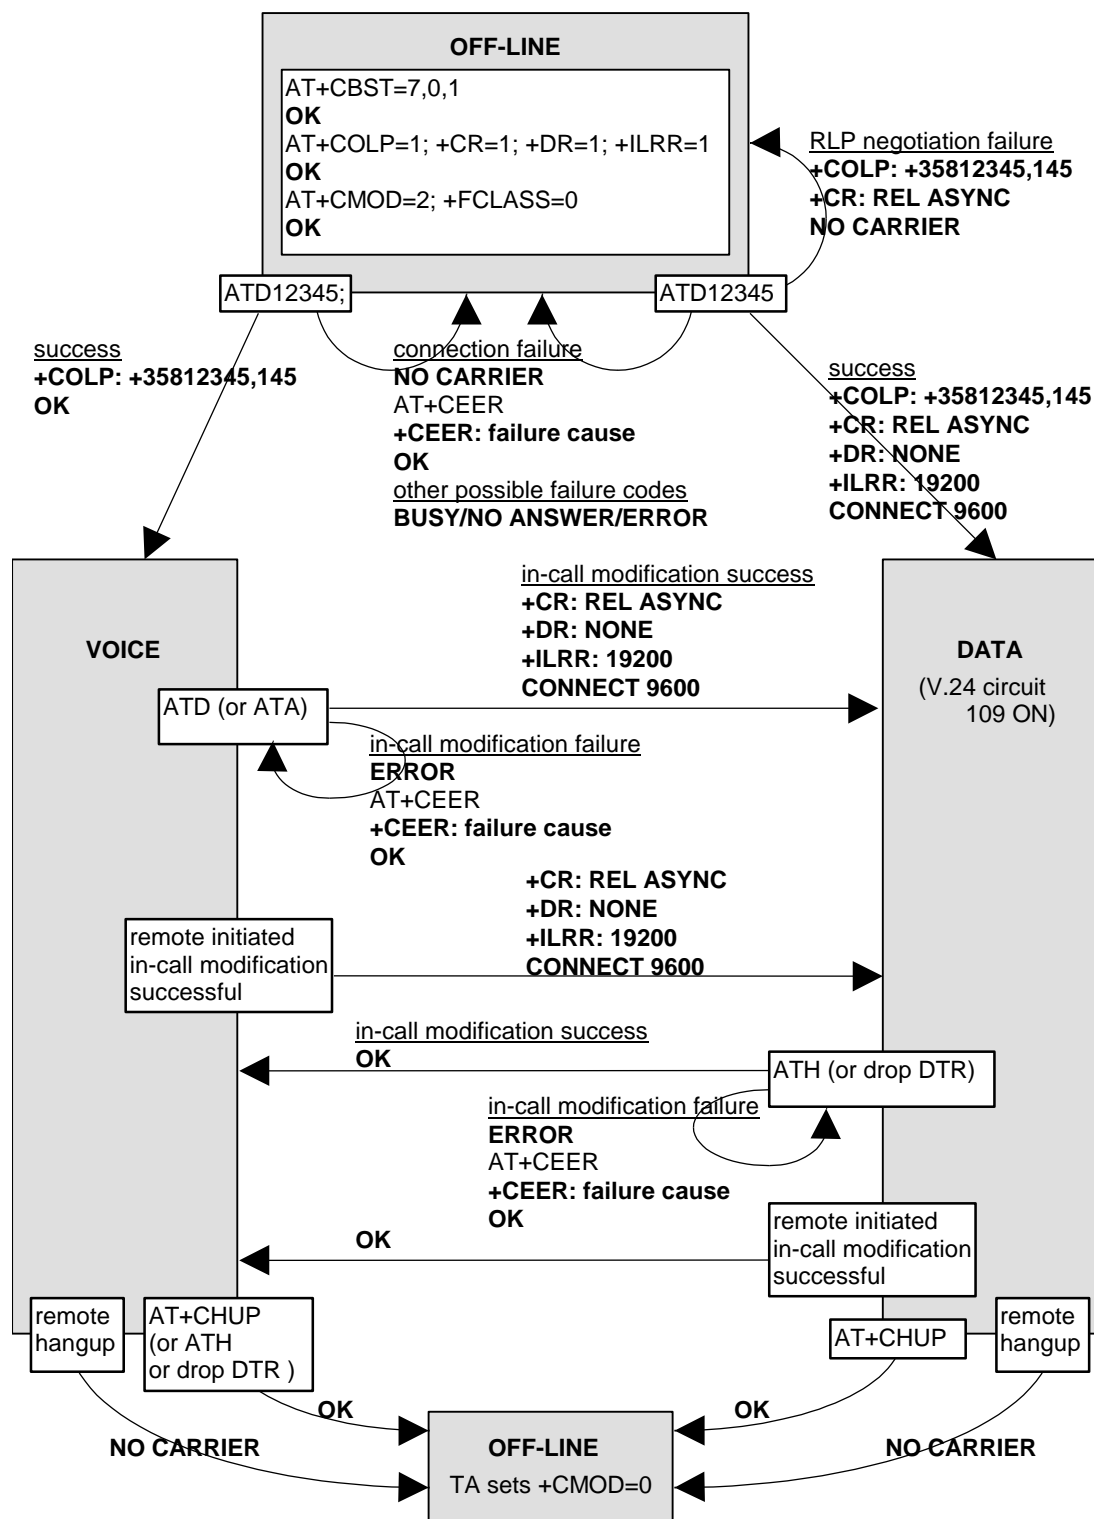 OFF-LINE
AT+CBST=7,0,1
OK
AT+COLP=1; +CR=1; +DR=1; +ILRR=1
OK
AT+CMOD=2; +FCLASS=0
OK
RLP negotiation failure
+COLP: +35812345,145
+CR: REL ASYNC
NO CARRIER
ATD12345;
ATD12345
success
+COLP: +35812345,145
OK
connection failure
NO CARRIER
AT+CEER
+CEER: failure cause
OK
other possible failure codes
BUSY/NO ANSWER/ERROR
success
+COLP: +35812345,145
+CR: REL ASYNC
+DR: NONE
+ILRR: 19200
CONNECT 9600
VOICE
in-call modification success
+CR: REL ASYNC
+DR: NONE
+ILRR: 19200
CONNECT 9600
DATA
(V.24 circuit
109 ON)
ATD (or ATA)
in-call modification failure
ERROR
AT+CEER
+CEER: failure cause
OK
+CR: REL ASYNC
+DR: NONE
+ILRR: 19200
CONNECT 9600
remote initiated
in-call modification
successful
in-call modification success
OK
ATH (or drop DTR)
in-call modification failure
ERROR
AT+CEER
+CEER: failure cause
OK
remote initiated
in-call modification
successful
OK
remote
hangup
AT+CHUP
(or ATH
or drop DTR )
AT+CHUP
remote
hangup
OK
OK
NO CARRIER
NO CARRIER
OFF-LINE
TA sets +CMOD=0